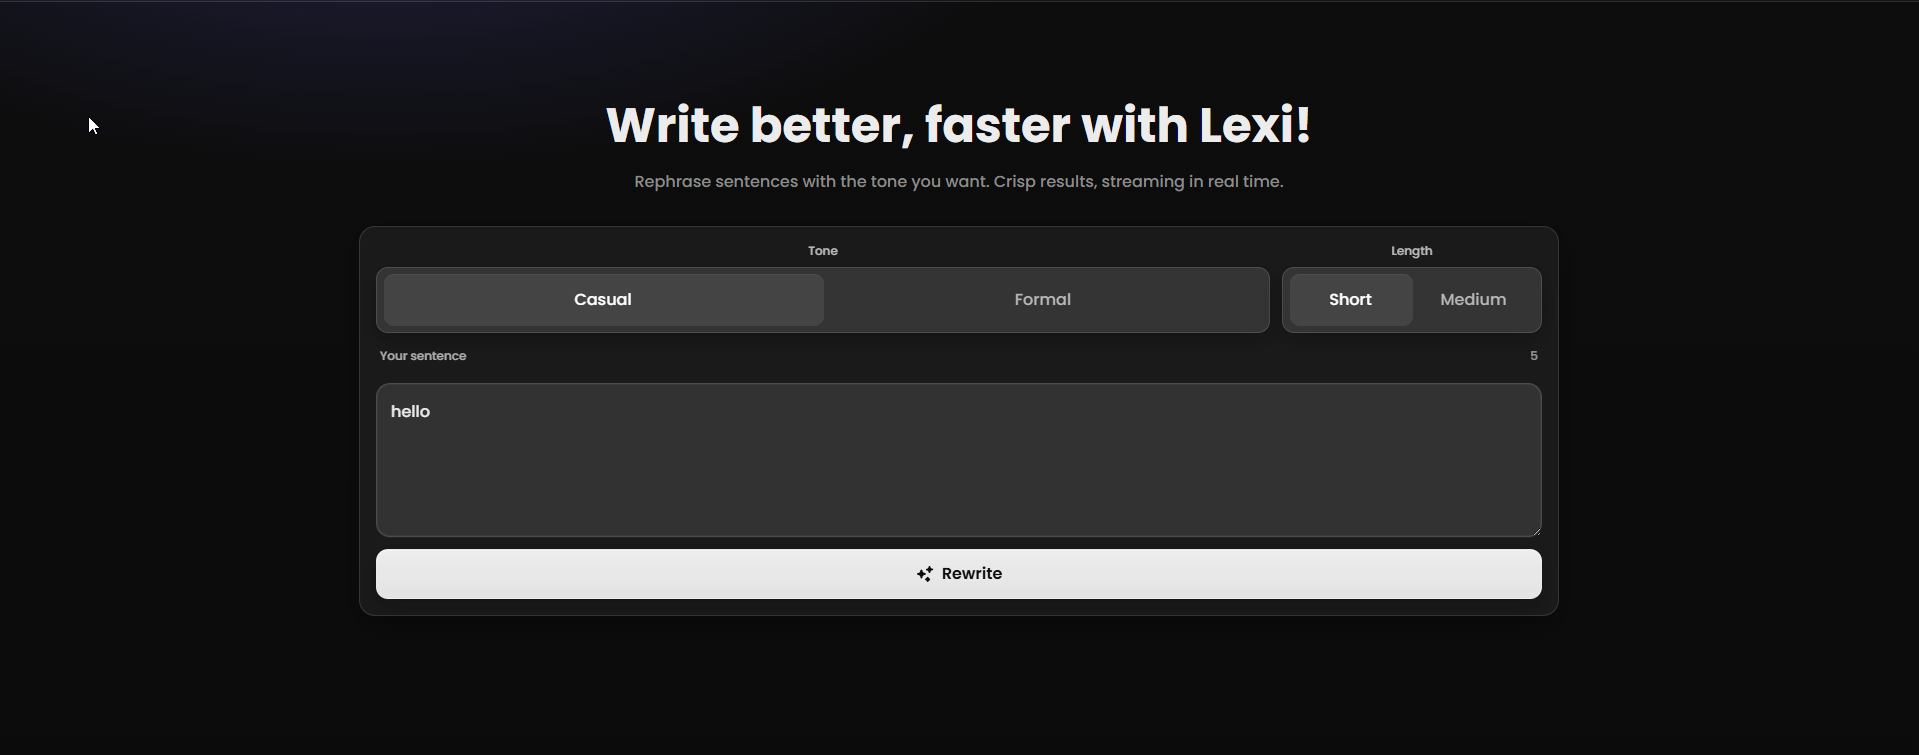 Write better, faster with Lexi!
Rephrase sentences with the tone you want. Crisp results, streaming in real time.
Tone
Length
Casual
Formal
Short
Medium
Your sentence
5
hello
Rewrite